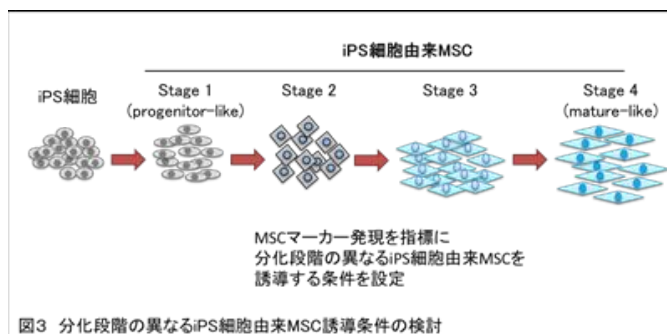 iPS細胞由来MSC
iPS細胞
Stage 1
(progenitor-like)
Stage 2
Stage 3
Stage 4
(mature-like)
MSCマーカー発現を指標に
分化段階の異なるiPS細胞由来MSCを
誘導する条件を設定
図3 分化段階の異なるiPS細胞由来MSC誘導条件の検討